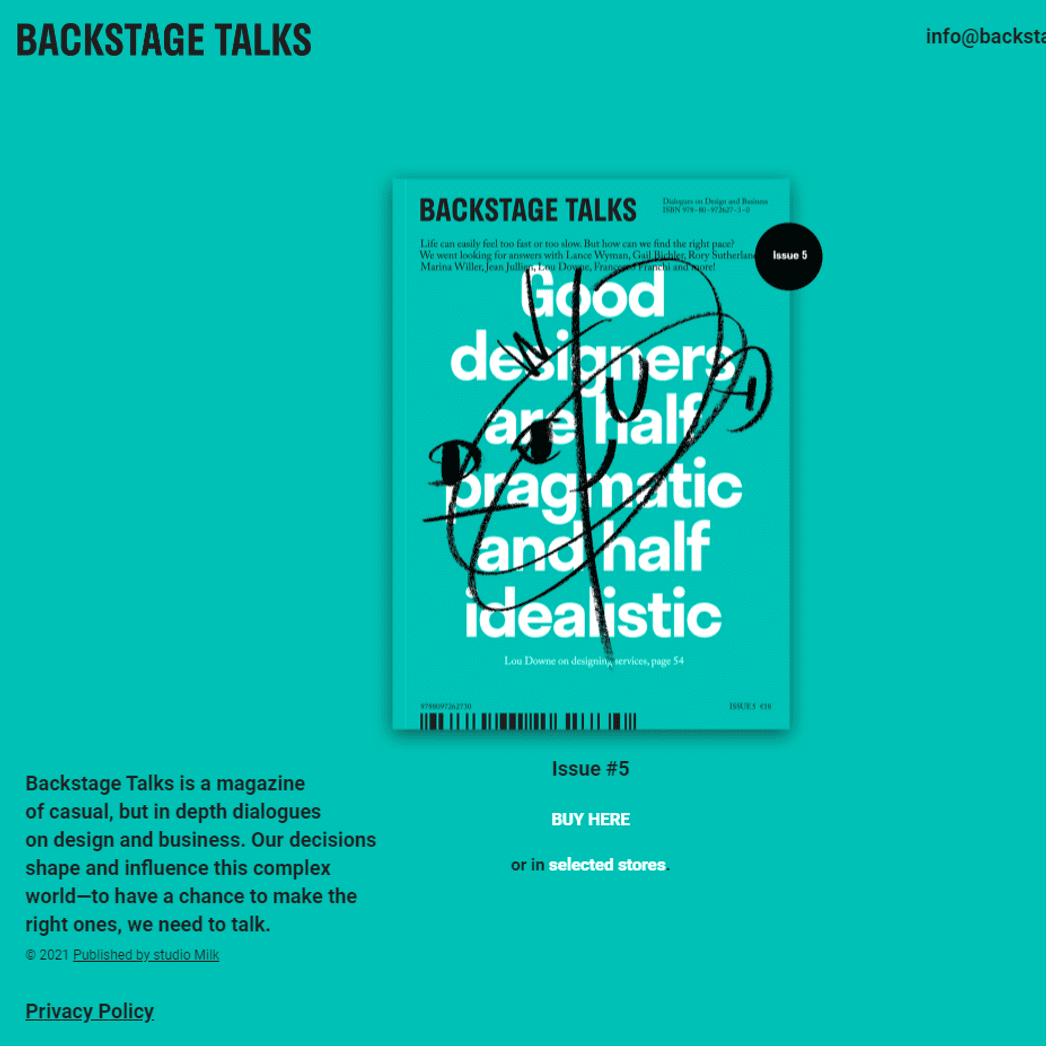 BACKSTAGE TALKS
info@backsta
BACKSTAGE TALKS
Dialogues on Design and Business
ISBN 978-80-972627-3-0
Life can easily feel too fast or too slow. But how can we find the right pace?
We went looking for answers with Lance Wyman, Gail Bichler, Rory Sutherland
Marina Willer, Jean Jullien, Lou Downe, Francesco Franchi and more!
Issue 5
Good
designers
are half
pragmatic
and half
idealistic
Lou Downe on designing services, page 54
9788097262730
ISSUE5 €18
Issue #5
BUY HERE
or in selected stores.
Backstage Talks is a magazine
of casual, but in depth dialogues
on design and business. Our decisions
shape and influence this complex
world—to have a chance to make the
right ones, we need to talk.
© 2021 Published by studio Milk
Privacy Policy